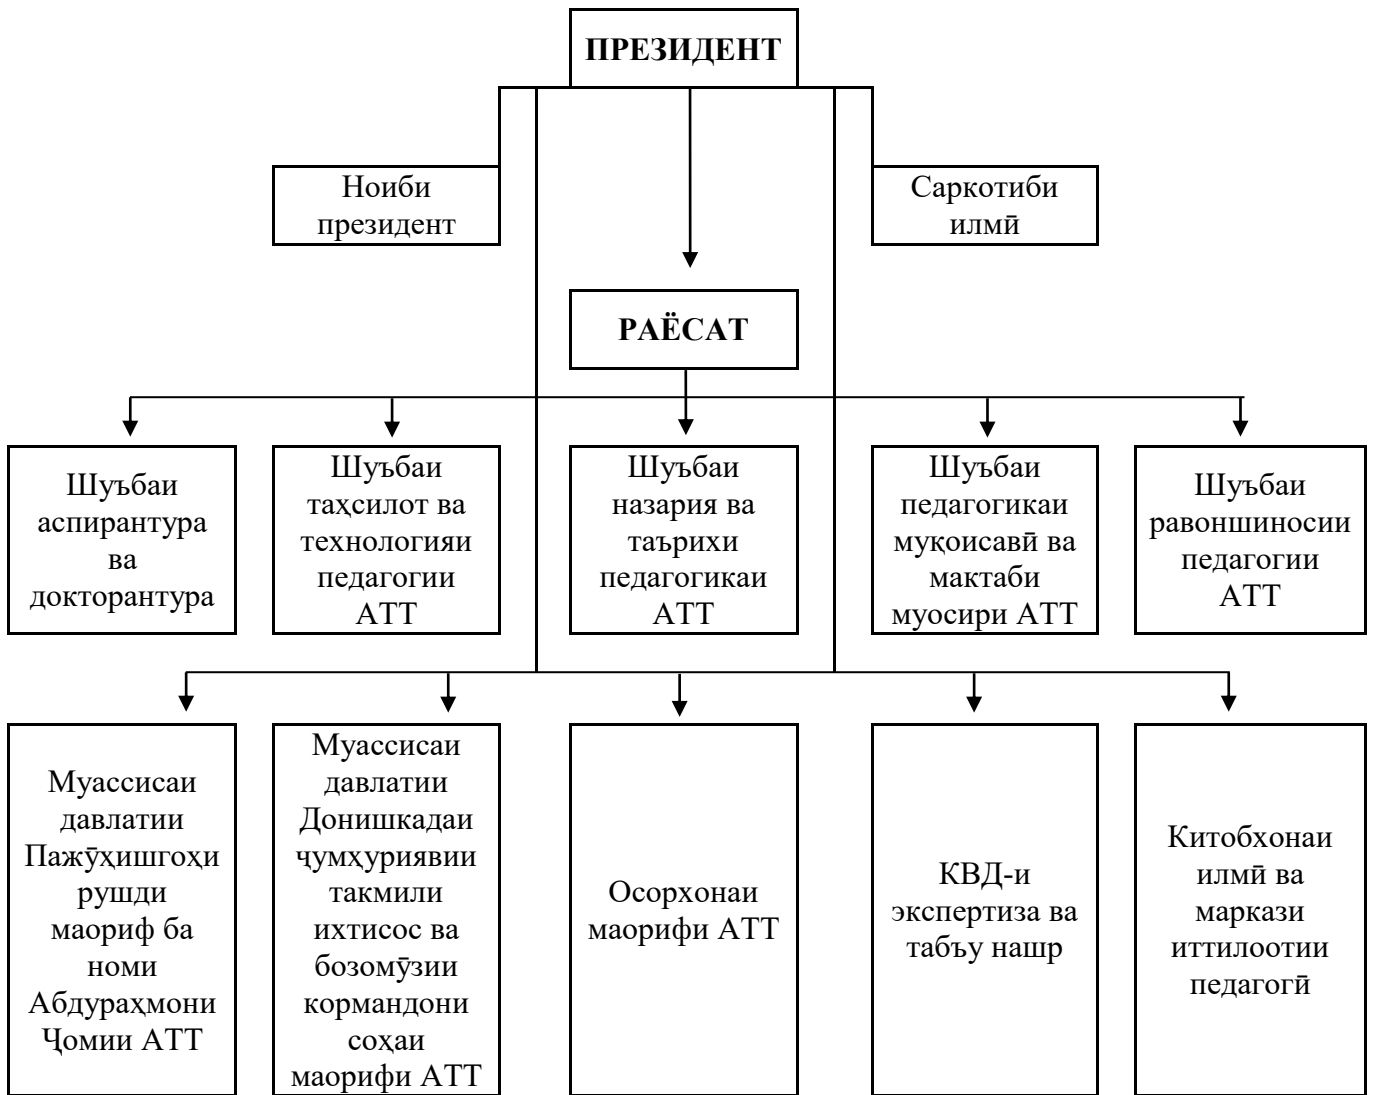 ПРЕЗИДЕНТ
Ноиби
президент
Саркотиби
илмӣ
РАЁСАТ
Шуъбаи
аспирантура
ва
докторантура
Шуъбаи
таҳсилот ва
технологияи
педагогии
АТТ
Шуъбаи
назария ва
таърихи
педагогикаи
АТТ
Шуъбаи
педагогикаи
муқоисавӣ ва
мактаби
муосири АТТ
Шуъбаи
равоншиносии
педагогии
АТТ
Муассисаи
давлатии
Пажӯҳишгоҳи
рушди
маориф ба
номи
Абдураҳмони
Ҷомии АТТ
Муассисаи
давлатии
Донишкадаи
ҷумҳуриявии
такмили
ихтисос ва
бозомӯзии
кормандони
соҳаи
маорифи АТТ
Осорхонаи
маорифи АТТ
КВД-и
экспертиза ва
табъу нашр
Китобхонаи
илмӣ ва
маркази
иттилоотии
педагогӣ